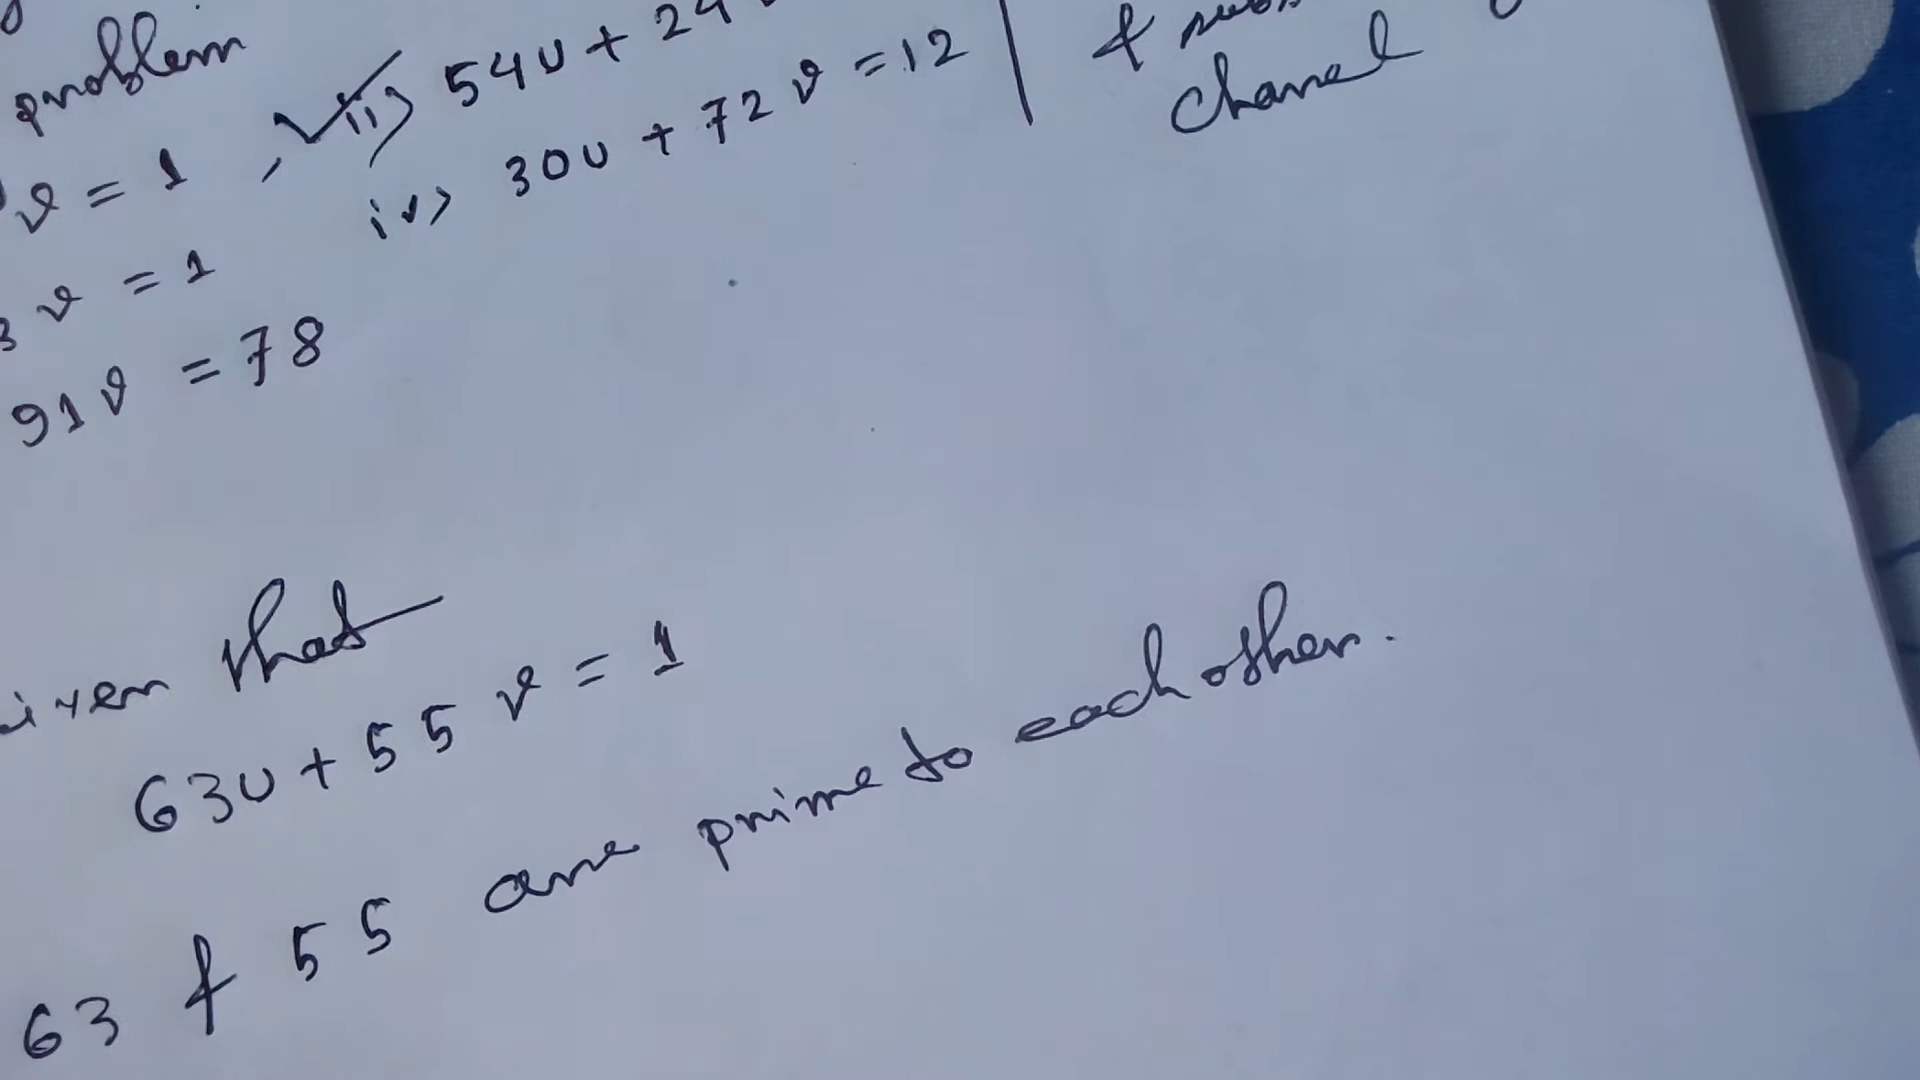 problem
v = 1 , ii) 54u + 24
iv) 30u + 72v = 12
v = 1
91v = 78
&
chanel
iven that
63u + 55v = 1
63 & 55 are prime to each other.